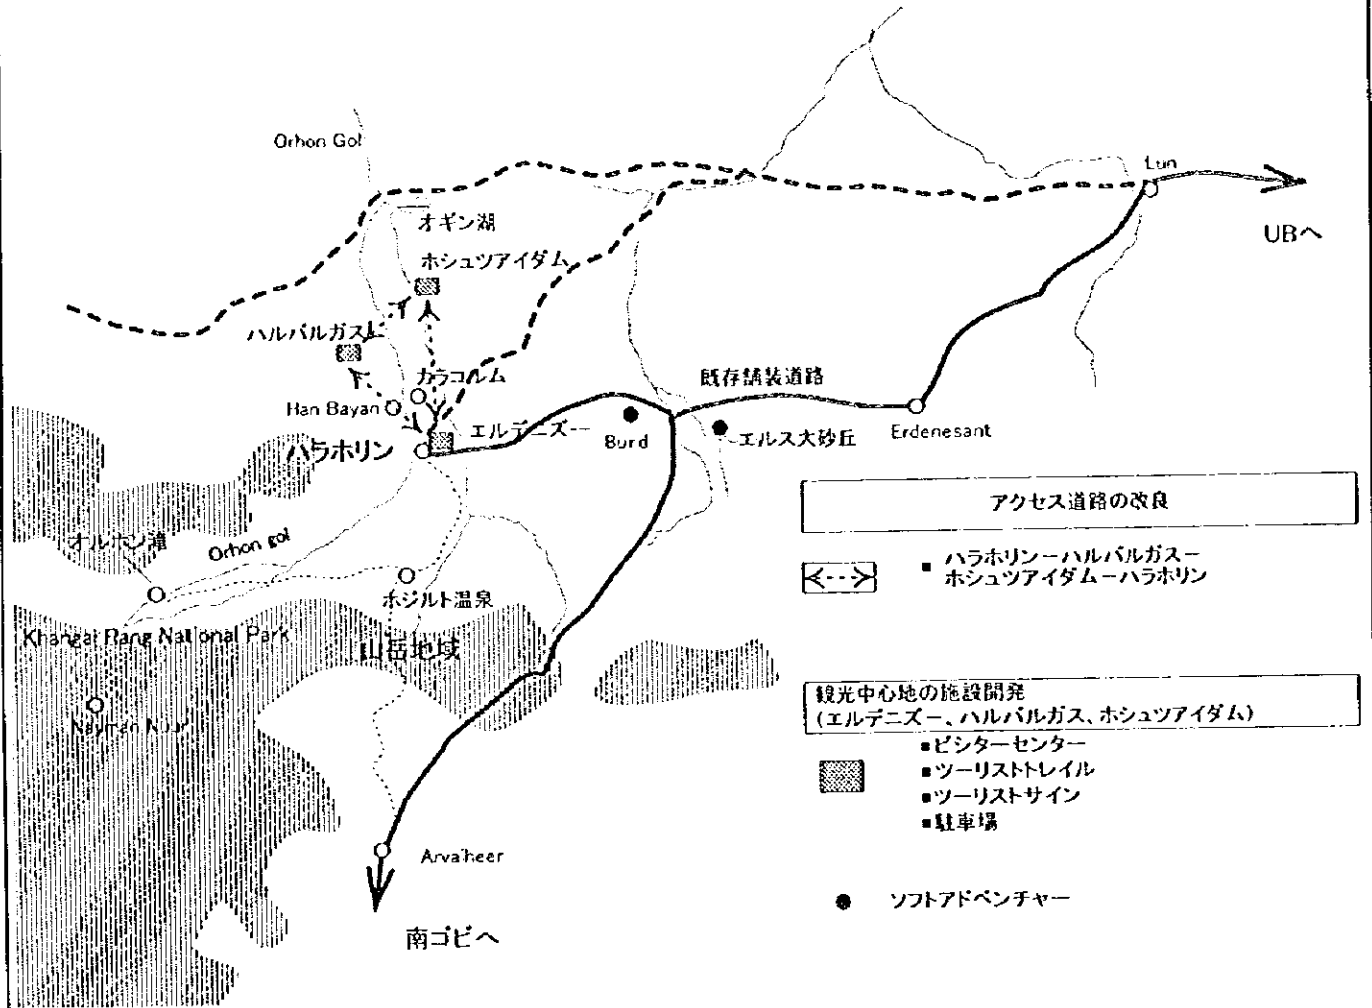 Orhon Gol
Lun
オギン湖
UBへ
ホシュツアイダム
ハルバルガス
カラコルム
既存舗装道路
Han Bayan
エルデニズー
Burd
エルス大砂丘
Erdenesant
ハラホリン
アクセス道路の改良
オルホン滝
Orhon gol
■ ハラホリン－ハルバルガス－
ホシュツアイダム－ハラホリン
ホジルト温泉
Khangai Rang National Park
山岳地域
観光中心地の施設開発
(エルデニズー、ハルバルガス、ホシュツアイダム)
Nayman Nuur
■ビジターセンター
■ツーリストトレイル
■ツーリストサイン
■駐車場
Arvaiheer
ソフトアドベンチャー
南ゴビへ